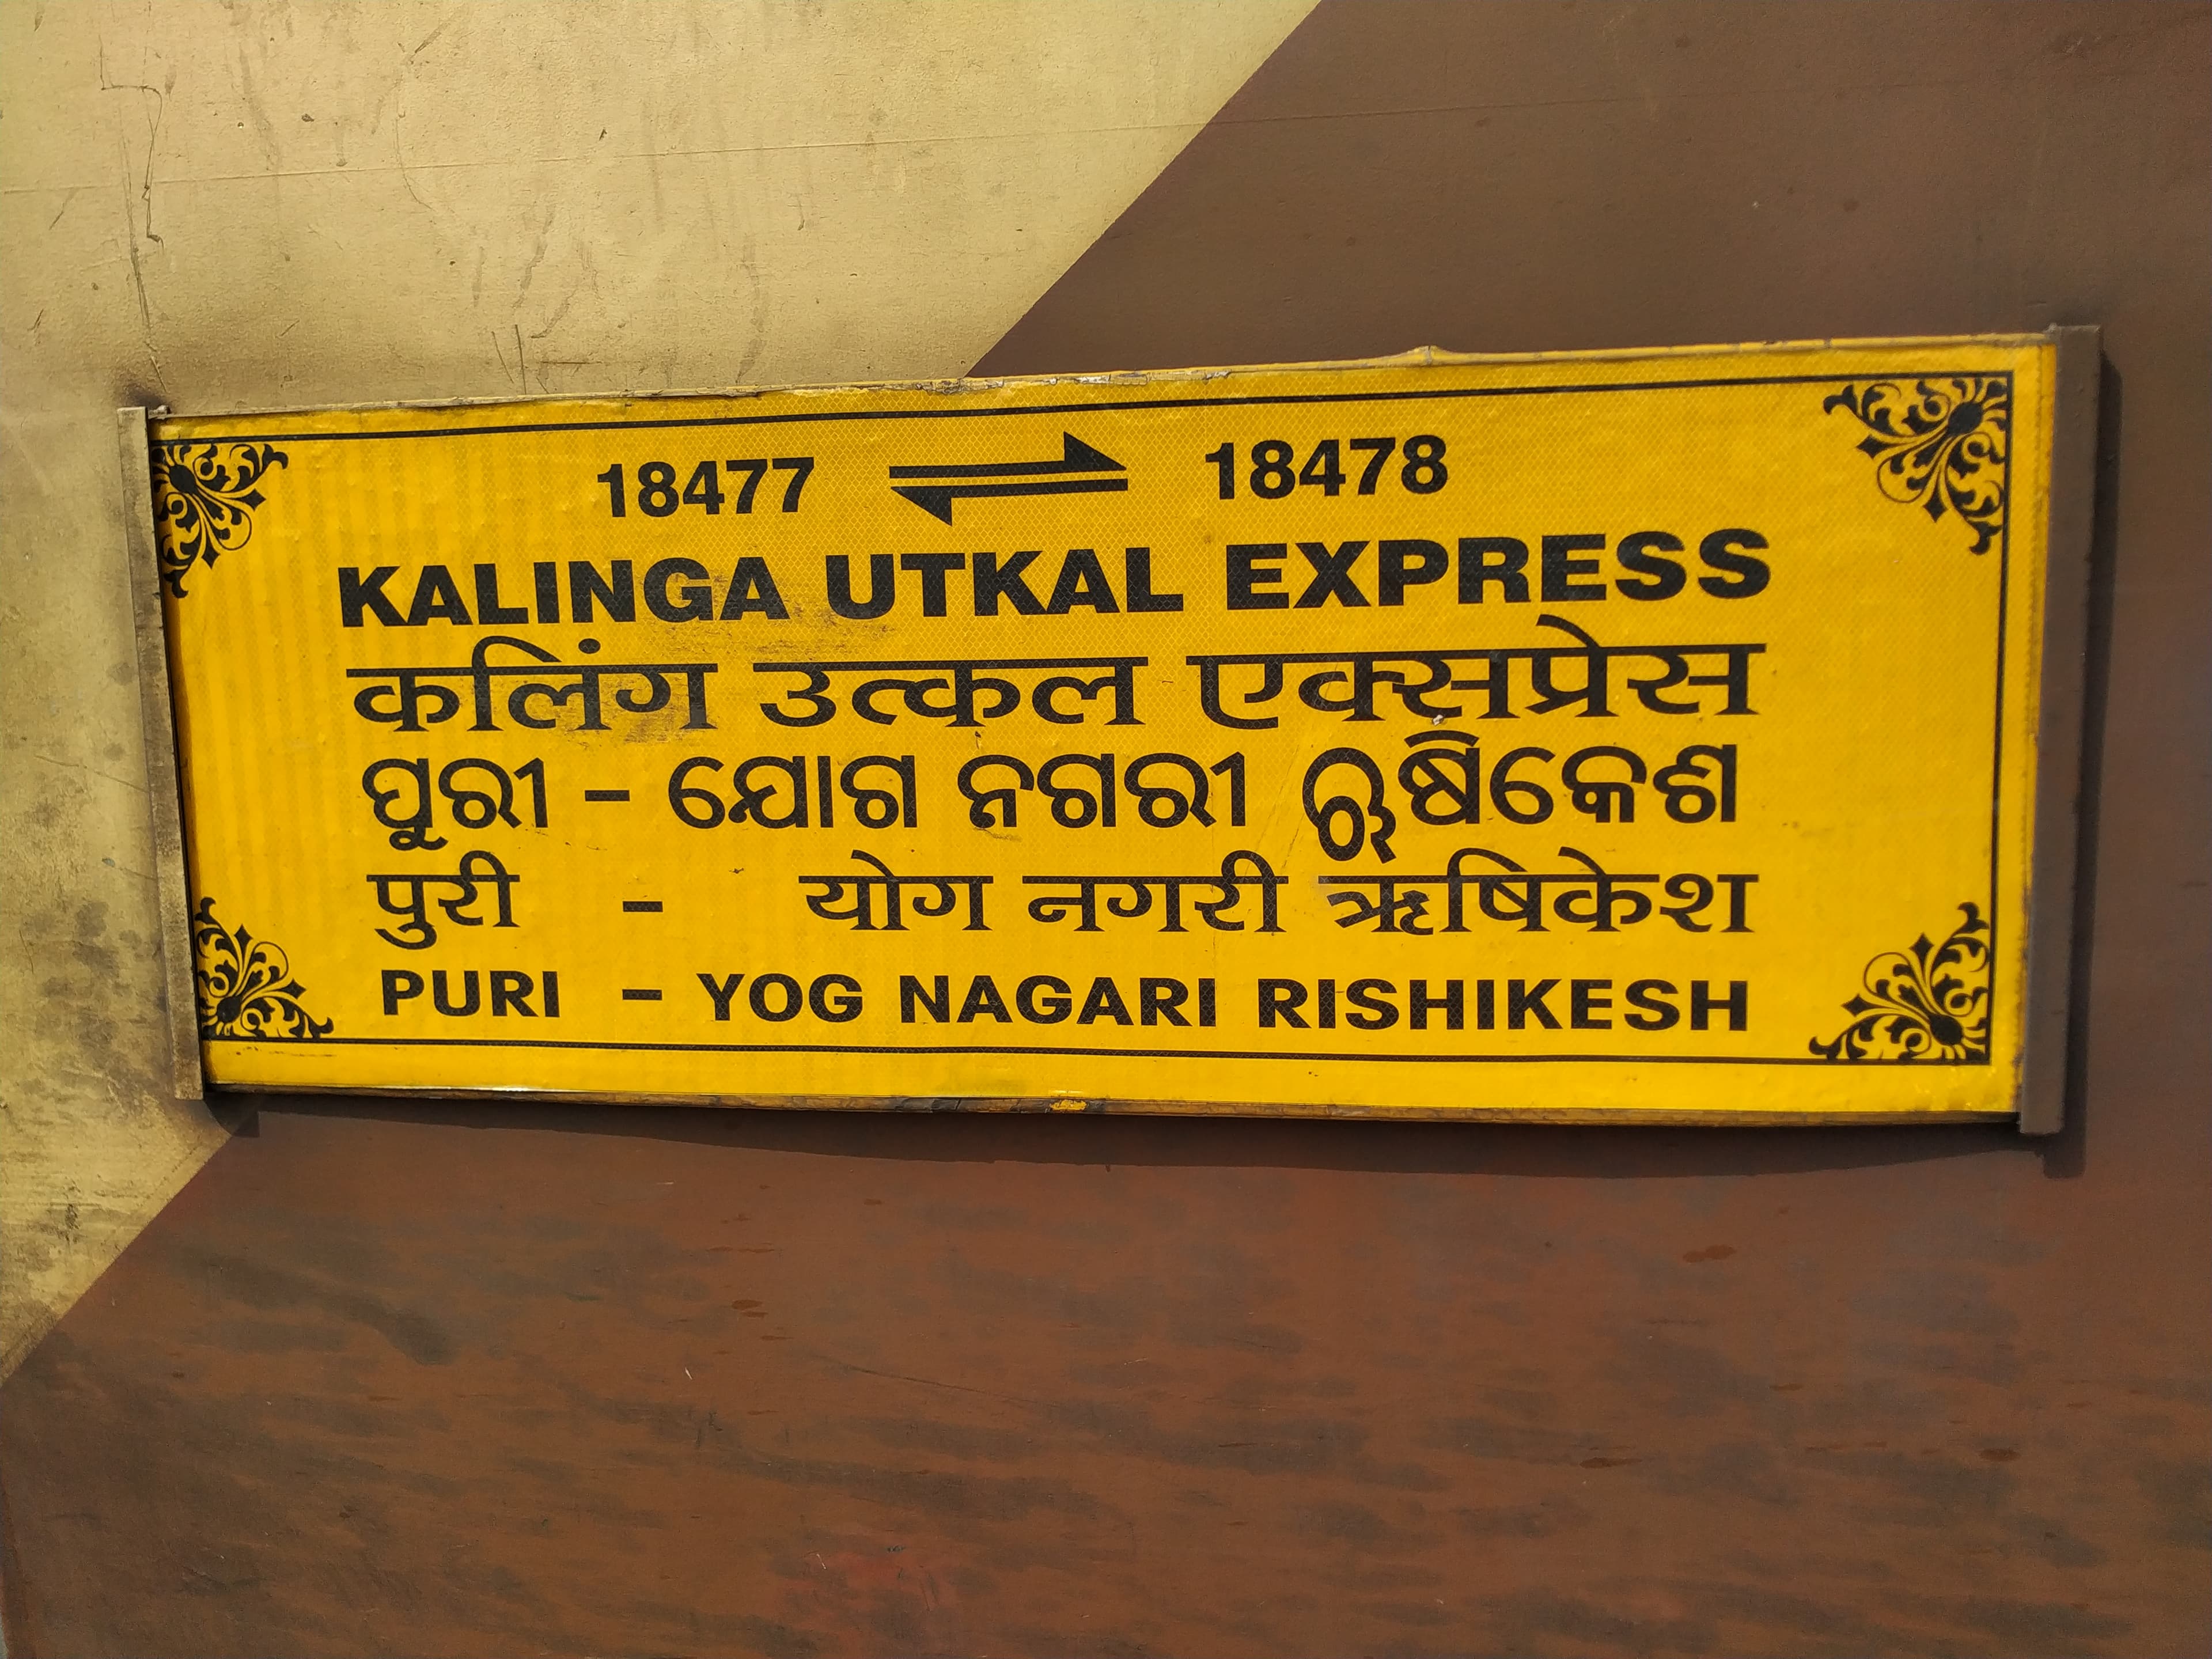 18477 ⇌ 18478
KALINGA UTKAL EXPRESS
कलिंग उत्कल एक्सप्रेस
ପୁରୀ - ଯୋଗ ନଗରୀ ଋଷିକେଶ
पुरी - योग नगरी ऋषिकेश
PURI - YOG NAGARI RISHIKESH